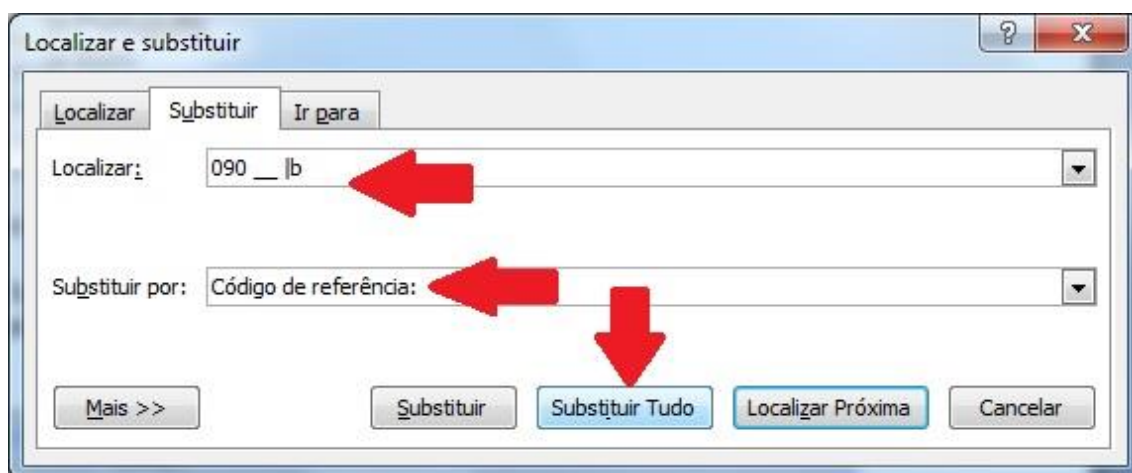 Localizar e substituir
Localizar Substituir Ir para
Localizar: 090 __ |b
Substituir por: Código de referência:
Mais >> Substituir Substituir Tudo Localizar Próxima Cancelar